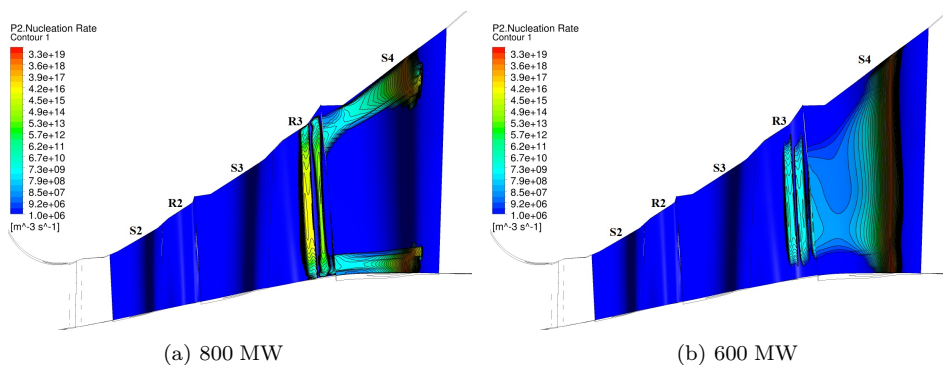 P2.Nucleation Rate
Contour 1
3.3e+19
3.6e+18
3.9e+17
4.2e+16
4.5e+15
4.9e+14
5.2e+13
5.7e+12
6.2e+11
6.7e+10
7.3e+09
7.9e+08
8.5e+07
9.2e+06
1.0e+06
[m^-3 s^-1]
S2
R2
S3
R3
S4
(a) 800 MW
P2.Nucleation Rate
Contour 1
3.3e+19
3.6e+18
3.9e+17
4.2e+16
4.5e+15
4.9e+14
5.2e+13
5.7e+12
6.2e+11
6.7e+10
7.3e+09
7.9e+08
8.5e+07
9.2e+06
1.0e+06
[m^-3 s^-1]
S2
R2
S3
R3
S4
(b) 600 MW